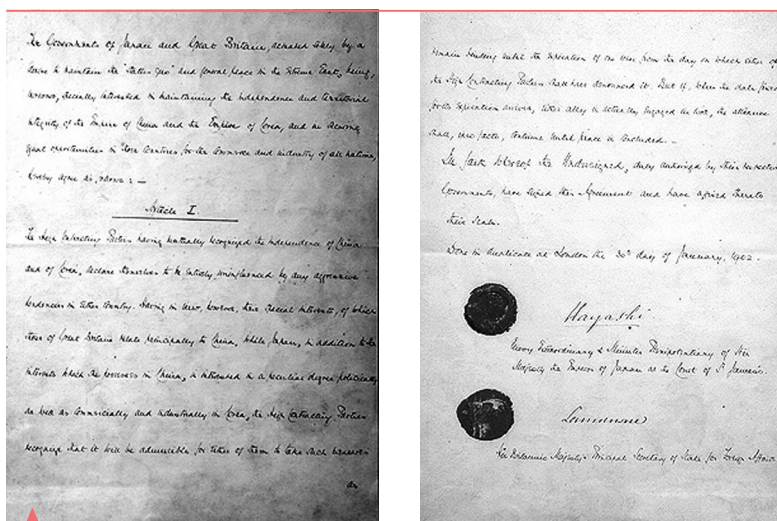 The Governments of Japan and Great Britain, actuated solely by a
desire to maintain the status quo and general peace in the Extreme East, being,
moreover, specially interested in maintaining the independence and territorial
integrity of the Empire of China and the Empire of Corea, and in securing
equal opportunities in those countries for the commerce and industry of all nations,
hereby agree as follows: —
Article I.
The High Contracting Parties having mutually recognized the independence of China
and of Corea, declare themselves to be entirely uninfluenced by any aggressive
tendencies in either country. Having in view, however, their special interests, of which
those of Great Britain relate principally to China, while Japan, in addition to the
interests which she possesses in China, is interested in a peculiar degree politically
as well as commercially and industrially in Corea, the High Contracting Parties
recognize that it will be admissible for either of them to take such measures
as
remain binding until the expiration of one year from the day on which either of
the High Contracting Parties shall have denounced it. But if, when the date fixed
for its expiration arrives, either ally is actually engaged in war, the alliance
shall, ipso facto, continue until peace is concluded. –
In faith whereof the Undersigned, duly authorized by their respective
Governments, have signed this Agreement and have affixed thereto
their Seals.
Done in duplicate at London the 30th day of January, 1902.
Hayashi
Envoy Extraordinary & Minister Plenipotentiary of His
Majesty the Emperor of Japan at the Court of St. James's.
Lansdowne
His Britannic Majesty's Principal Secretary of State for Foreign Affairs